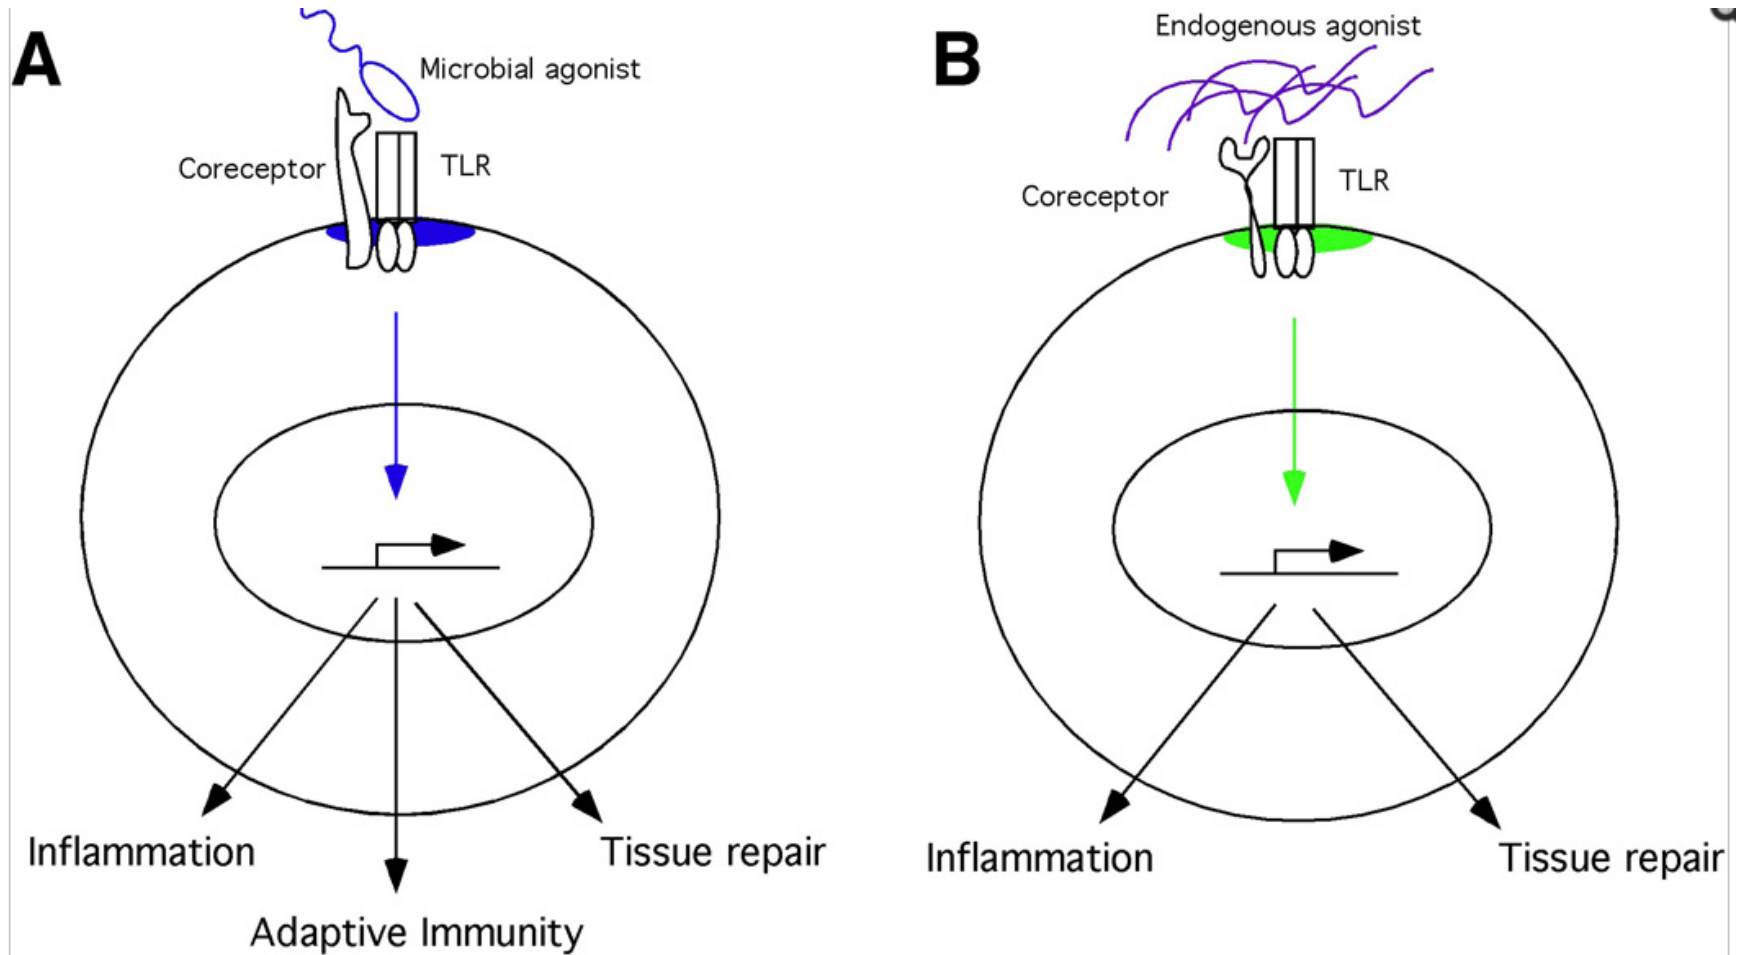 A
Microbial agonist
Coreceptor
TLR
Inflammation
Tissue repair
Adaptive Immunity
B
Endogenous agonist
Coreceptor
TLR
Inflammation
Tissue repair